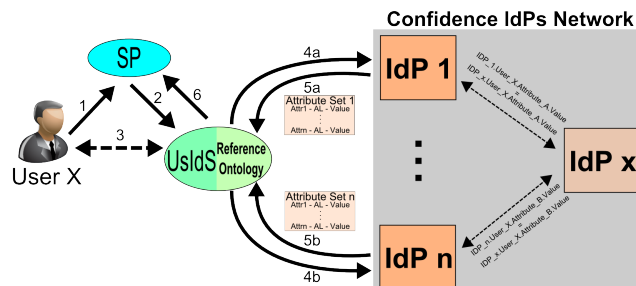 Confidence IdPs Network
SP
1
2
6
3
User X
UsIdS
Reference
Ontology
4a
5a
Attribute Set 1
Attr1 - AL - Value
:
:
Attrn - AL - Value
Attribute Set n
Attr1 - AL - Value
:
:
Attrn - AL - Value
5b
4b
IdP 1
IdP n
IdP x
IDP_1.User_X.Attribute_A.Value
=
IDP_x.User_X.Attribute_A.Value
IDP_n.User_X.Attribute_B.Value
=
IDP_x.User_X.Attribute_B.Value